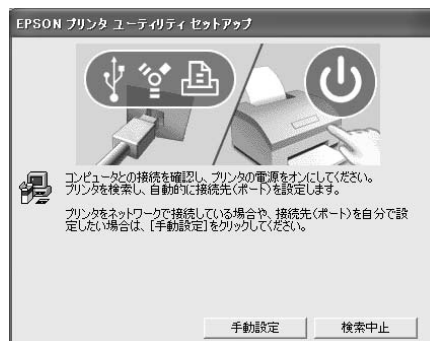 EPSON プリンタ ユーティリティ セットアップ
コンピュータとの接続を確認し、プリンタの電源をオンにしてください。
プリンタを検索し、自動的に接続先(ポート)を設定します。
プリンタをネットワークで接続している場合や、接続先(ポート)を自分で設
定したい場合は、[手動設定]をクリックしてください。
手動設定
検索中止